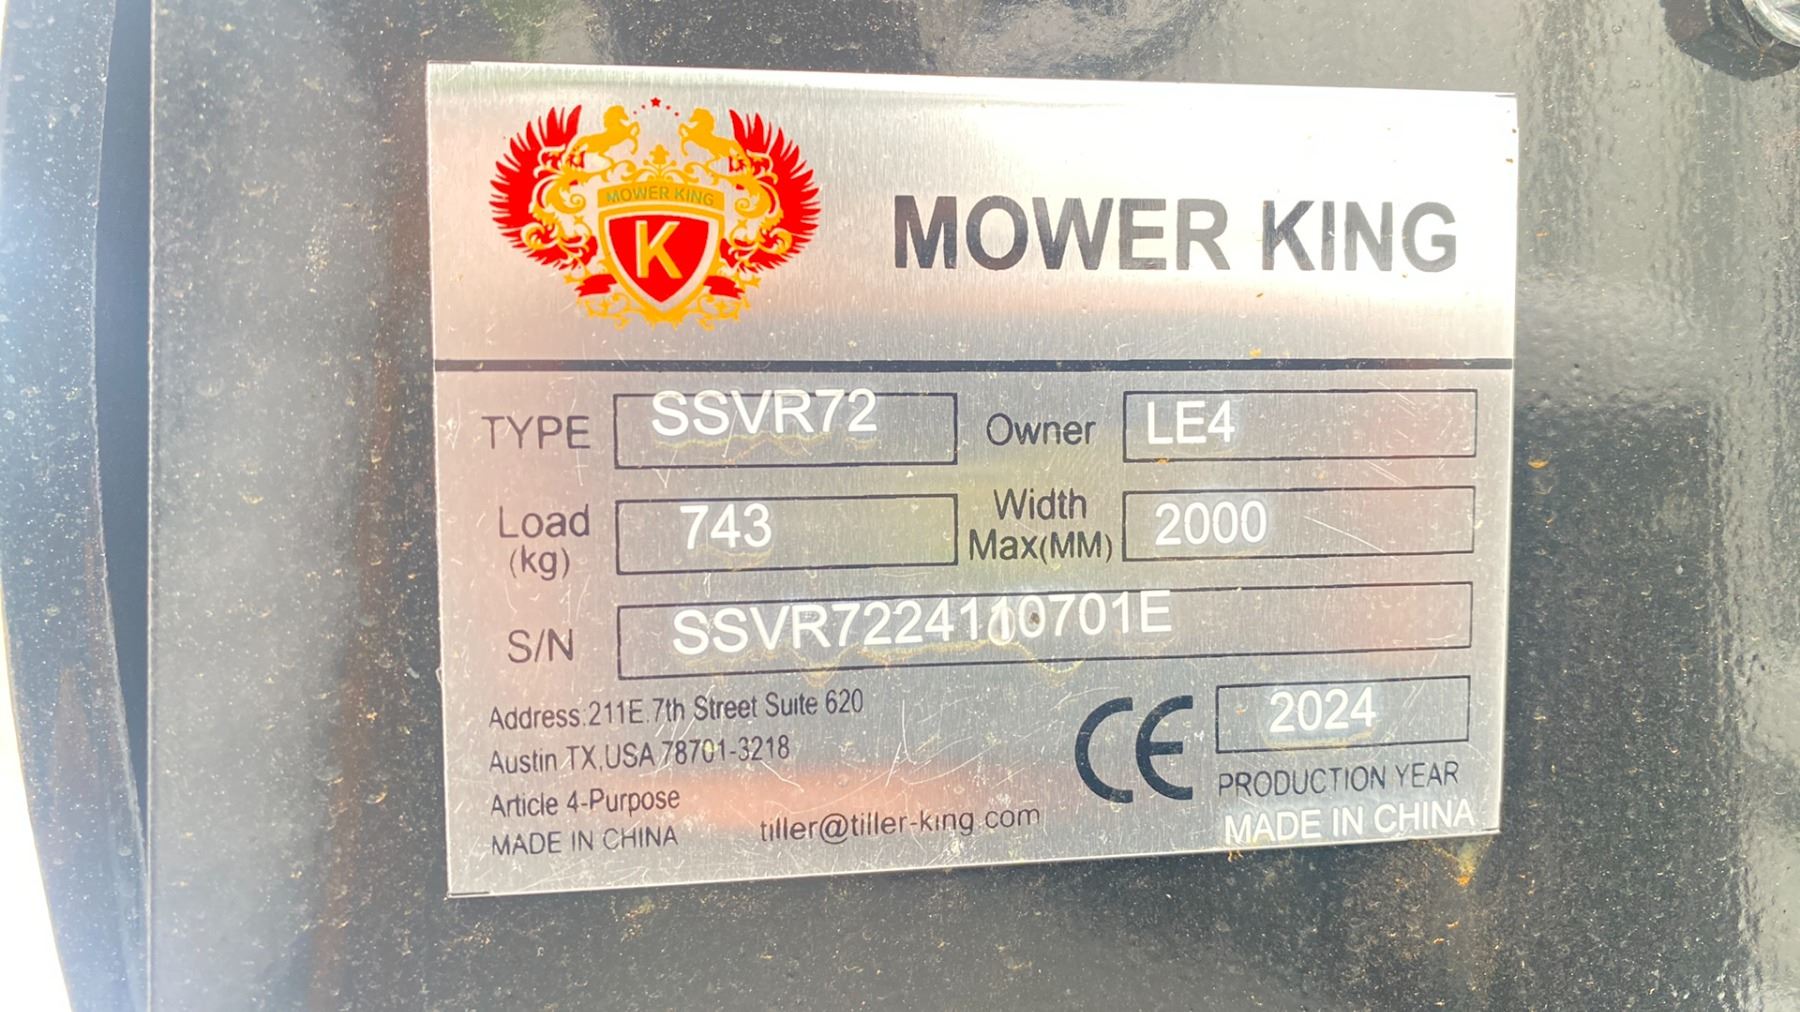 MOWER KING
K
MOWER KING
TYPE SSVR72 Owner LE4
Load (kg) 743 Width Max(MM) 2000
S/N SSVR7224110701E
Address:211E.7th Street Suite 620
Austin TX,USA 78701-3218
Article 4-Purpose
MADE IN CHINA
tiller@tiller-king.com
CE 2024
PRODUCTION YEAR
MADE IN CHINA